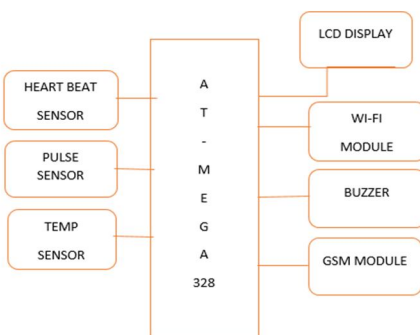 LCD DISPLAY
HEART BEAT
SENSOR
PULSE
SENSOR
TEMP
SENSOR
A
T
-
M
E
G
A
328
WI-FI
MODULE
BUZZER
GSM MODULE